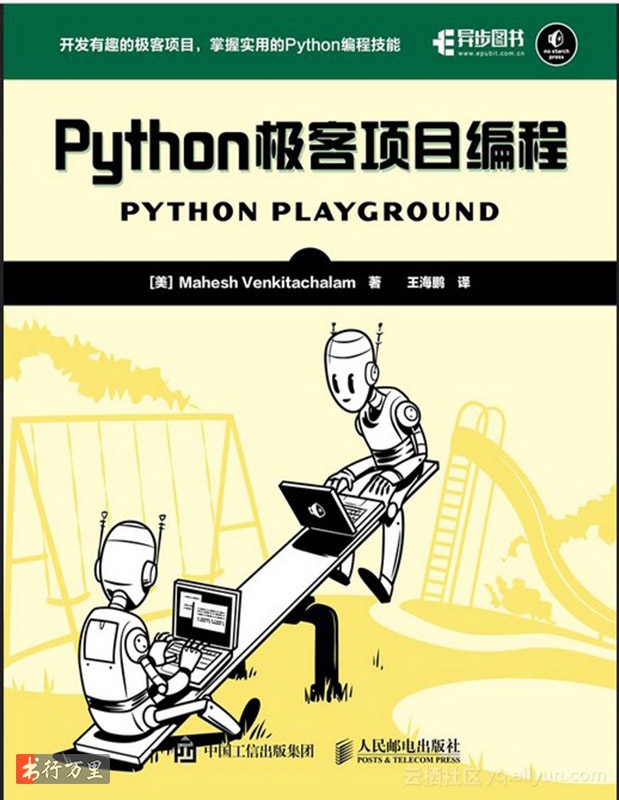 开发有趣的极客项目，掌握实用的Python编程技能
异步图书
www.epubit.com.cn
no starch
press
Python极客项目编程
PYTHON PLAYGROUND
[美] Mahesh Venkitachalam 著 王海鹏 译
中国工信出版集团
人民邮电出版社
POSTS & TELECOM PRESS
书行万里
云栖社区 yq.aliyun.com